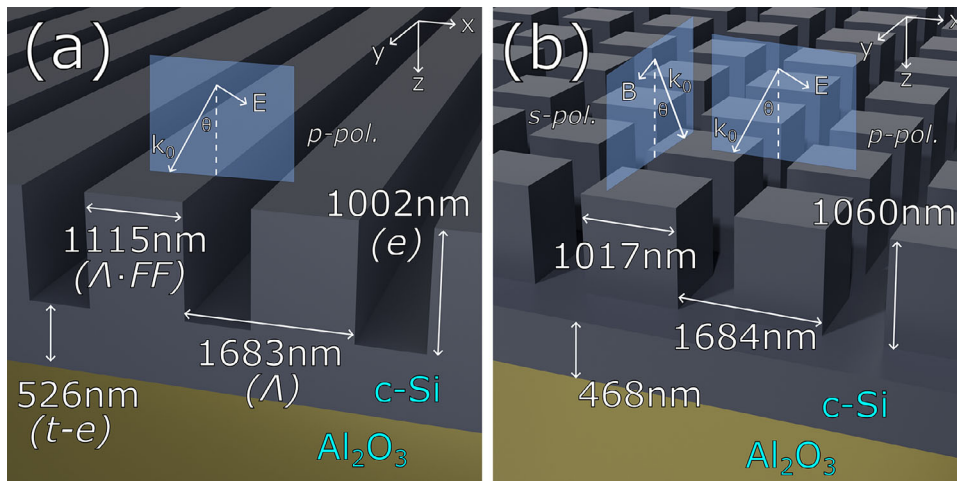 (a)
x
y
z
E
k₀
θ
p-pol.
1115nm
(Λ·FF)
1002nm
(e)
1683nm
(Λ)
526nm
(t-e)
c-Si
Al₂O₃
(b)
x
y
z
B
k₀
θ
s-pol.
E
k₀
θ
p-pol.
1017nm
1060nm
1684nm
468nm
c-Si
Al₂O₃